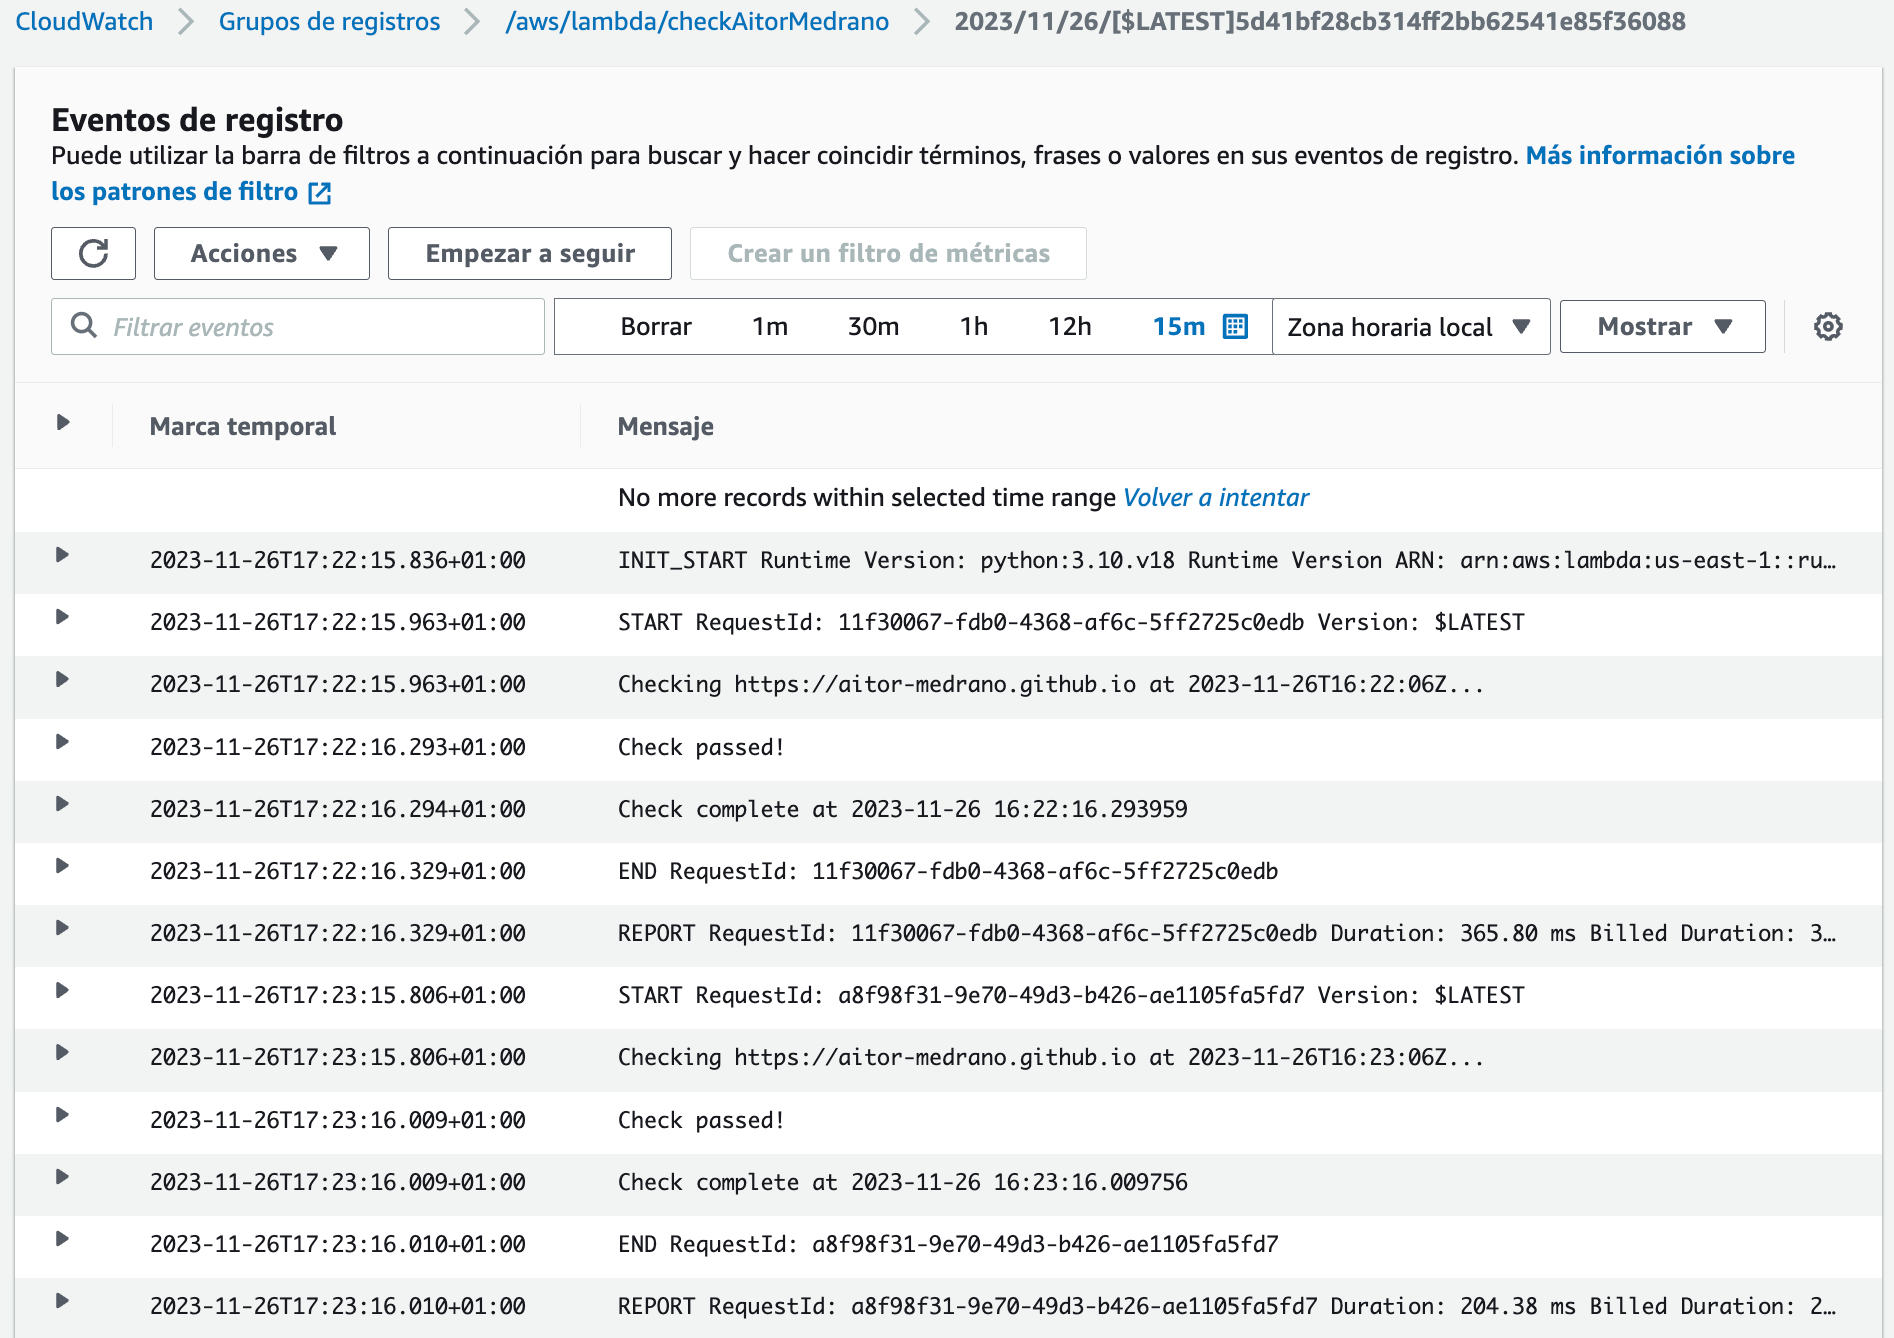 CloudWatch > Grupos de registros > /aws/lambda/checkAitorMedrano > 2023/11/26/[$LATEST]5d41bf28cb314ff2bb62541e85f36088
Eventos de registro
Puede utilizar la barra de filtros a continuación para buscar y hacer coincidir términos, frases o valores en sus eventos de registro. Más información sobre
los patrones de filtro
Acciones Empezar a seguir Crear un filtro de métricas
Filtrar eventos Borrar 1m 30m 1h 12h 15m Zona horaria local Mostrar
Marca temporal Mensaje
No more records within selected time range Volver a intentar
2023-11-26T17:22:15.836+01:00 INIT_START Runtime Version: python:3.10.v18 Runtime Version ARN: arn:aws:lambda:us-east-1::ru…
2023-11-26T17:22:15.963+01:00 START RequestId: 11f30067-fdb0-4368-af6c-5ff2725c0edb Version: $LATEST
2023-11-26T17:22:15.963+01:00 Checking https://aitor-medrano.github.io at 2023-11-26T16:22:06Z...
2023-11-26T17:22:16.293+01:00 Check passed!
2023-11-26T17:22:16.294+01:00 Check complete at 2023-11-26 16:22:16.293959
2023-11-26T17:22:16.329+01:00 END RequestId: 11f30067-fdb0-4368-af6c-5ff2725c0edb
2023-11-26T17:22:16.329+01:00 REPORT RequestId: 11f30067-fdb0-4368-af6c-5ff2725c0edb Duration: 365.80 ms Billed Duration: 3…
2023-11-26T17:23:15.806+01:00 START RequestId: a8f98f31-9e70-49d3-b426-ae1105fa5fd7 Version: $LATEST
2023-11-26T17:23:15.806+01:00 Checking https://aitor-medrano.github.io at 2023-11-26T16:23:06Z...
2023-11-26T17:23:16.009+01:00 Check passed!
2023-11-26T17:23:16.009+01:00 Check complete at 2023-11-26 16:23:16.009756
2023-11-26T17:23:16.010+01:00 END RequestId: a8f98f31-9e70-49d3-b426-ae1105fa5fd7
2023-11-26T17:23:16.010+01:00 REPORT RequestId: a8f98f31-9e70-49d3-b426-ae1105fa5fd7 Duration: 204.38 ms Billed Duration: 2…